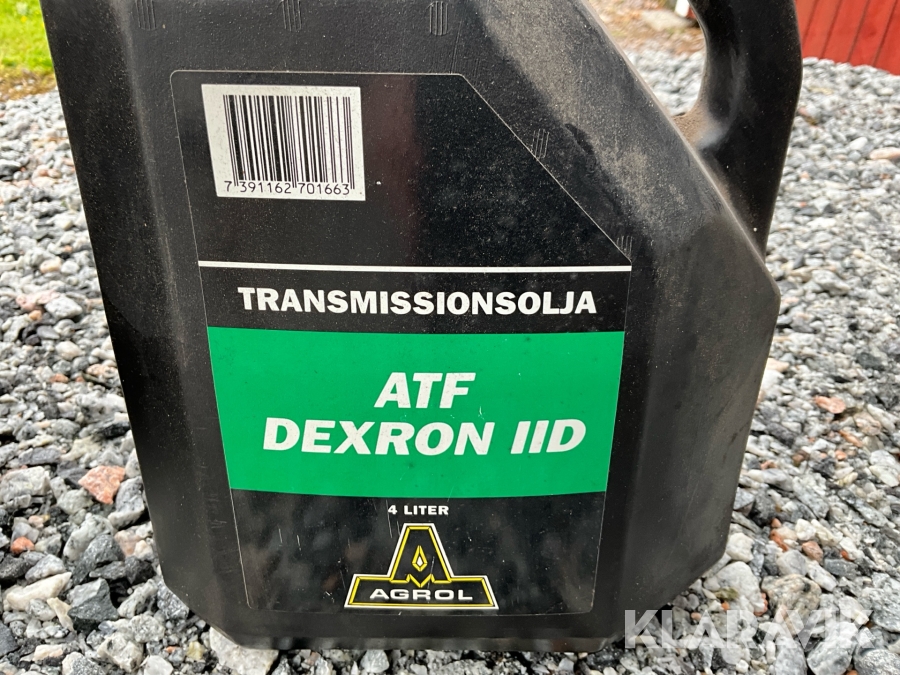 7 391162 701663
TRANSMISSIONSOLJA
ATF
DEXRON IID
4 LITER
AGROL
KLARAVIK